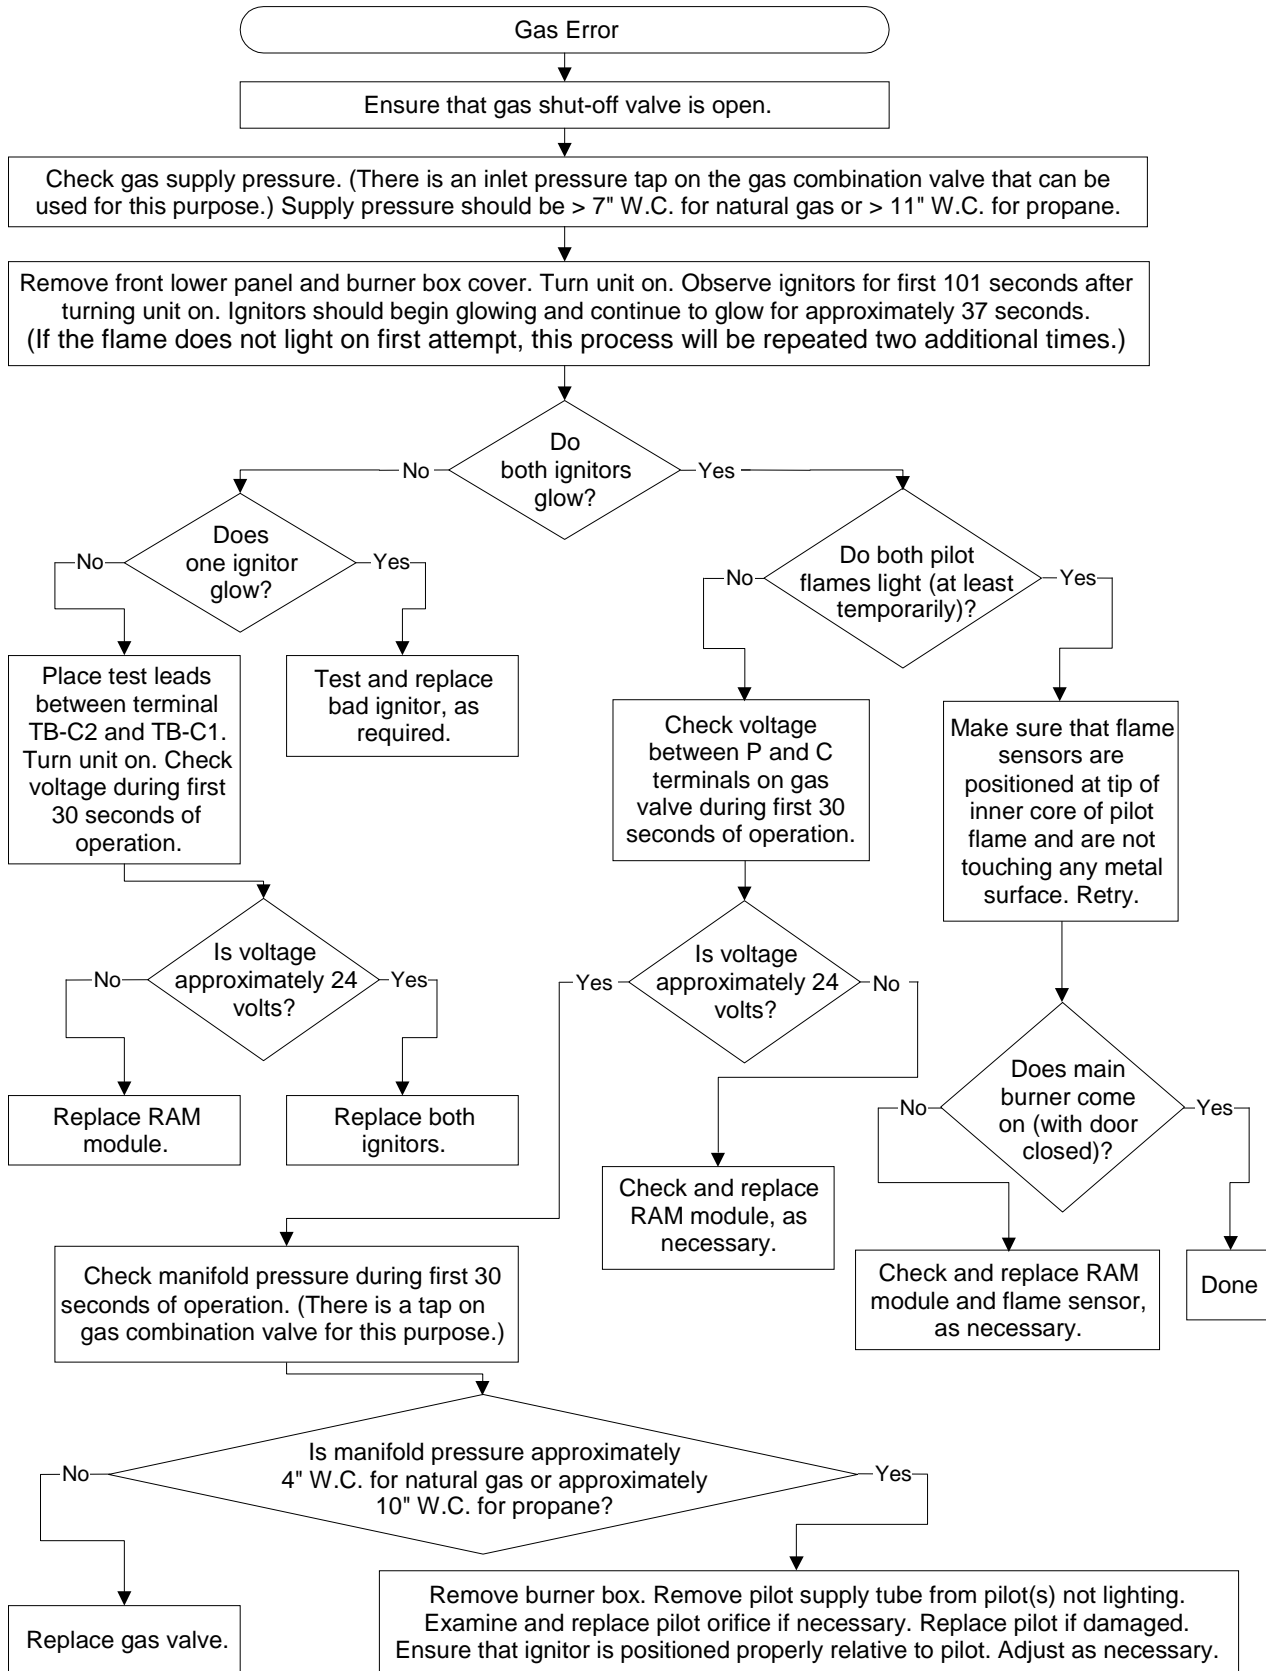 Gas Error
Ensure that gas shut-off valve is open.
Check gas supply pressure. (There is an inlet pressure tap on the gas combination valve that can be
used for this purpose.) Supply pressure should be > 7" W.C. for natural gas or > 11" W.C. for propane.
Remove front lower panel and burner box cover. Turn unit on. Observe ignitors for first 101 seconds after
turning unit on. Ignitors should begin glowing and continue to glow for approximately 37 seconds.
(If the flame does not light on first attempt, this process will be repeated two additional times.)
Do
both ignitors
glow?
No
Yes
Does
one ignitor
glow?
No
Yes
Do both pilot
flames light (at least
temporarily)?
No
Yes
Place test leads
between terminal
TB-C2 and TB-C1.
Turn unit on. Check
voltage during first
30 seconds of
operation.
Test and replace
bad ignitor, as
required.
Check voltage
between P and C
terminals on gas
valve during first 30
seconds of operation.
Make sure that flame
sensors are
positioned at tip of
inner core of pilot
flame and are not
touching any metal
surface. Retry.
Is voltage
approximately 24
volts?
No
Yes
Is voltage
approximately 24
volts?
Yes
No
Does main
burner come
on (with door
closed)?
No
Yes
Replace RAM
module.
Replace both
ignitors.
Check and replace
RAM module, as
necessary.
Check and replace RAM
module and flame sensor,
as necessary.
Done
Check manifold pressure during first 30
seconds of operation. (There is a tap on
gas combination valve for this purpose.)
Is manifold pressure approximately
4" W.C. for natural gas or approximately
10" W.C. for propane?
No
Yes
Replace gas valve.
Remove burner box. Remove pilot supply tube from pilot(s) not lighting.
Examine and replace pilot orifice if necessary. Replace pilot if damaged.
Ensure that ignitor is positioned properly relative to pilot. Adjust as necessary.